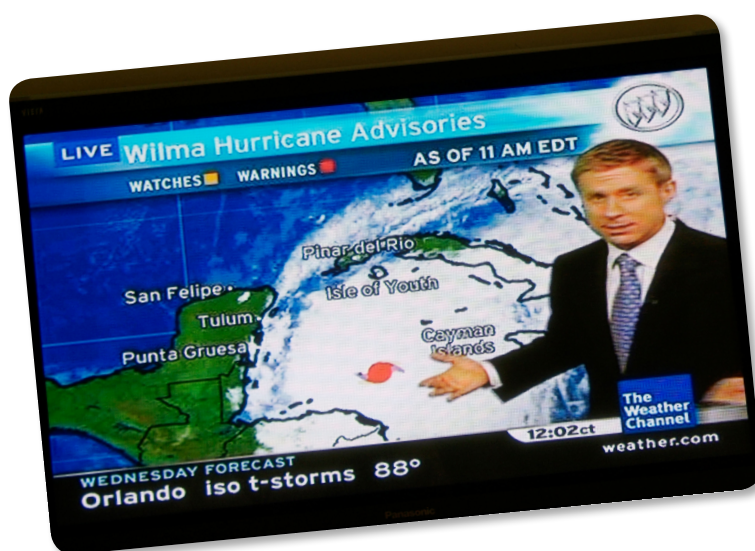 LIVE Wilma Hurricane Advisories
WATCHES WARNINGS AS OF 11 AM EDT
Pinar del Rio
San Felipe
Isle of Youth
Tulum
Punta Gruesa
Cayman
Islands
The
Weather
Channel
12:02ct
weather.com
WEDNESDAY FORECAST
Orlando iso t-storms 88°
Panasonic